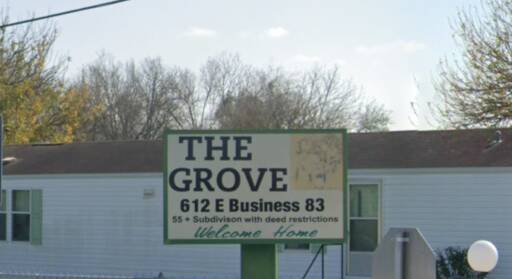 THE
GROVE
612 E Business 83
55 + Subdivison with deed restrictions
Welcome Home